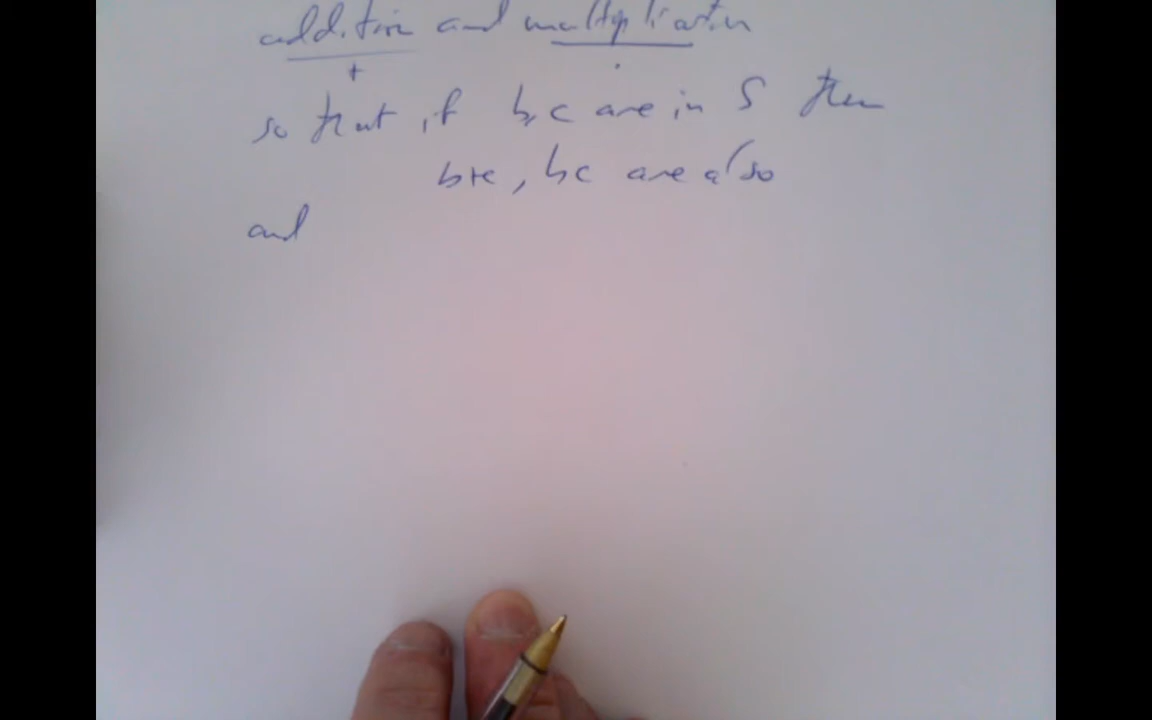 addition and multiplication
+ ·
so that if b, c are in S then
b+c, bc are also
and